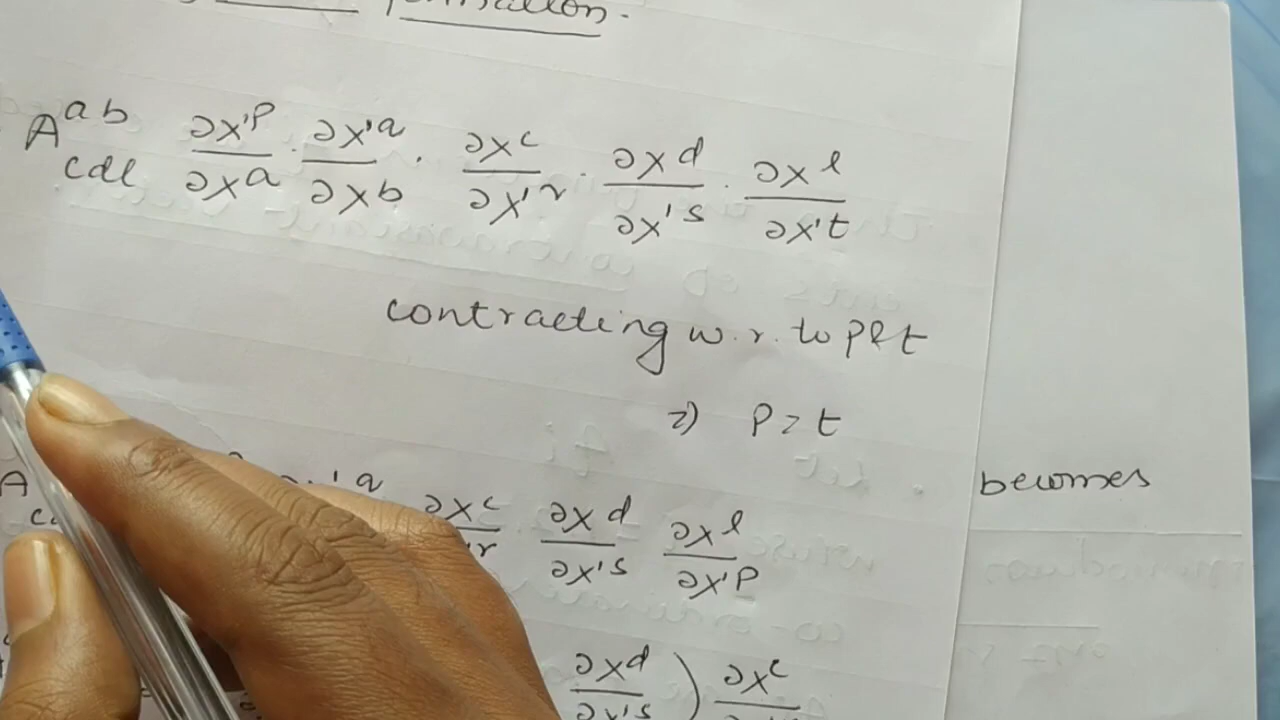 A^{ab}_{cdl} ∂x'^p/∂x^a · ∂x'^q/∂x^b · ∂x^c/∂x'^r · ∂x^d/∂x'^s · ∂x^l/∂x'^t
contracting w.r. to p & t
=) p = t
becomes
A ∂x^c ∂x^d/∂x'^s ∂x^l/∂x'^p
∂x^d/∂x'^s ) ∂x^c